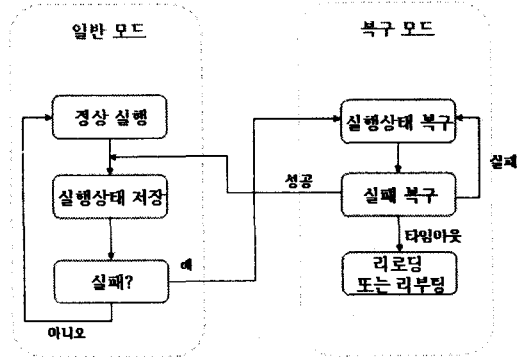 일반 모드
복구 모드
정상 실행
실행상태 복구
실패
성공
실행상태 저장
실패 복구
타임아웃
실패?
예
리로딩
또는 리부팅
아니오